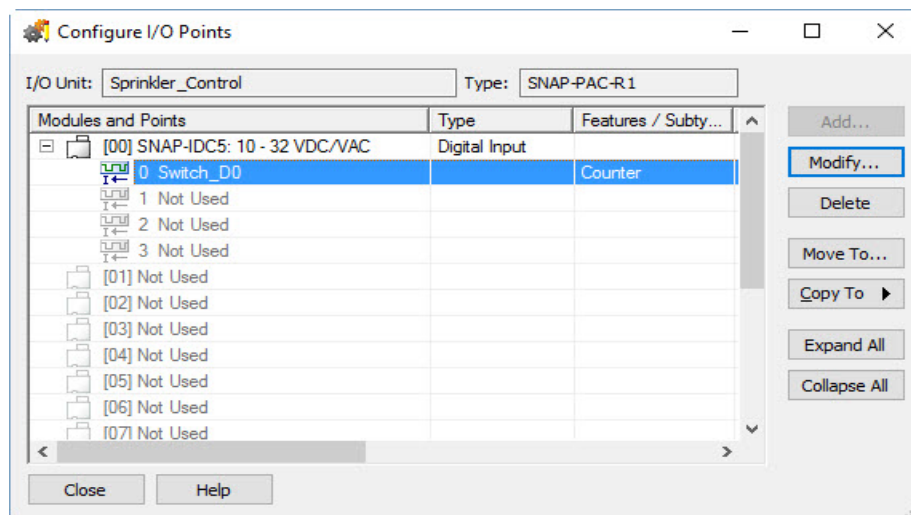 Configure I/O Points
I/O Unit: Sprinkler_Control Type: SNAP-PAC-R1
Modules and Points Type Features / Subty...
[00] SNAP-IDC5: 10 - 32 VDC/VAC Digital Input
0 Switch_D0 Counter
1 Not Used
2 Not Used
3 Not Used
[01] Not Used
[02] Not Used
[03] Not Used
[04] Not Used
[05] Not Used
[06] Not Used
[07] Not Used
Add...
Modify...
Delete
Move To...
Copy To
Expand All
Collapse All
Close Help